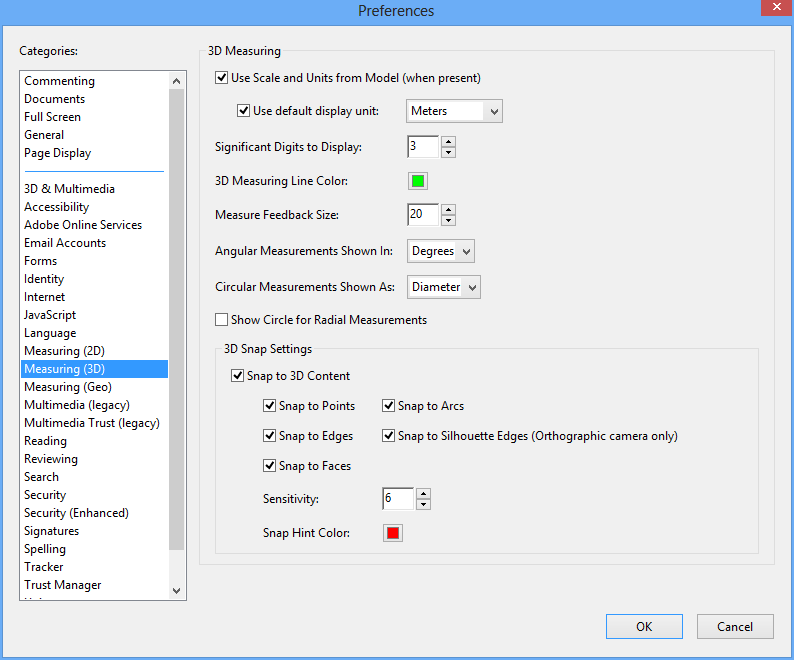 Preferences
Categories:
Commenting
Documents
Full Screen
General
Page Display
3D & Multimedia
Accessibility
Adobe Online Services
Email Accounts
Forms
Identity
Internet
JavaScript
Language
Measuring (2D)
Measuring (3D)
Measuring (Geo)
Multimedia (legacy)
Multimedia Trust (legacy)
Reading
Reviewing
Search
Security
Security (Enhanced)
Signatures
Spelling
Tracker
Trust Manager
3D Measuring
Use Scale and Units from Model (when present)
Use default display unit: Meters
Significant Digits to Display: 3
3D Measuring Line Color:
Measure Feedback Size: 20
Angular Measurements Shown In: Degrees
Circular Measurements Shown As: Diameter
Show Circle for Radial Measurements
3D Snap Settings
Snap to 3D Content
Snap to Points Snap to Arcs
Snap to Edges Snap to Silhouette Edges (Orthographic camera only)
Snap to Faces
Sensitivity: 6
Snap Hint Color:
OK Cancel